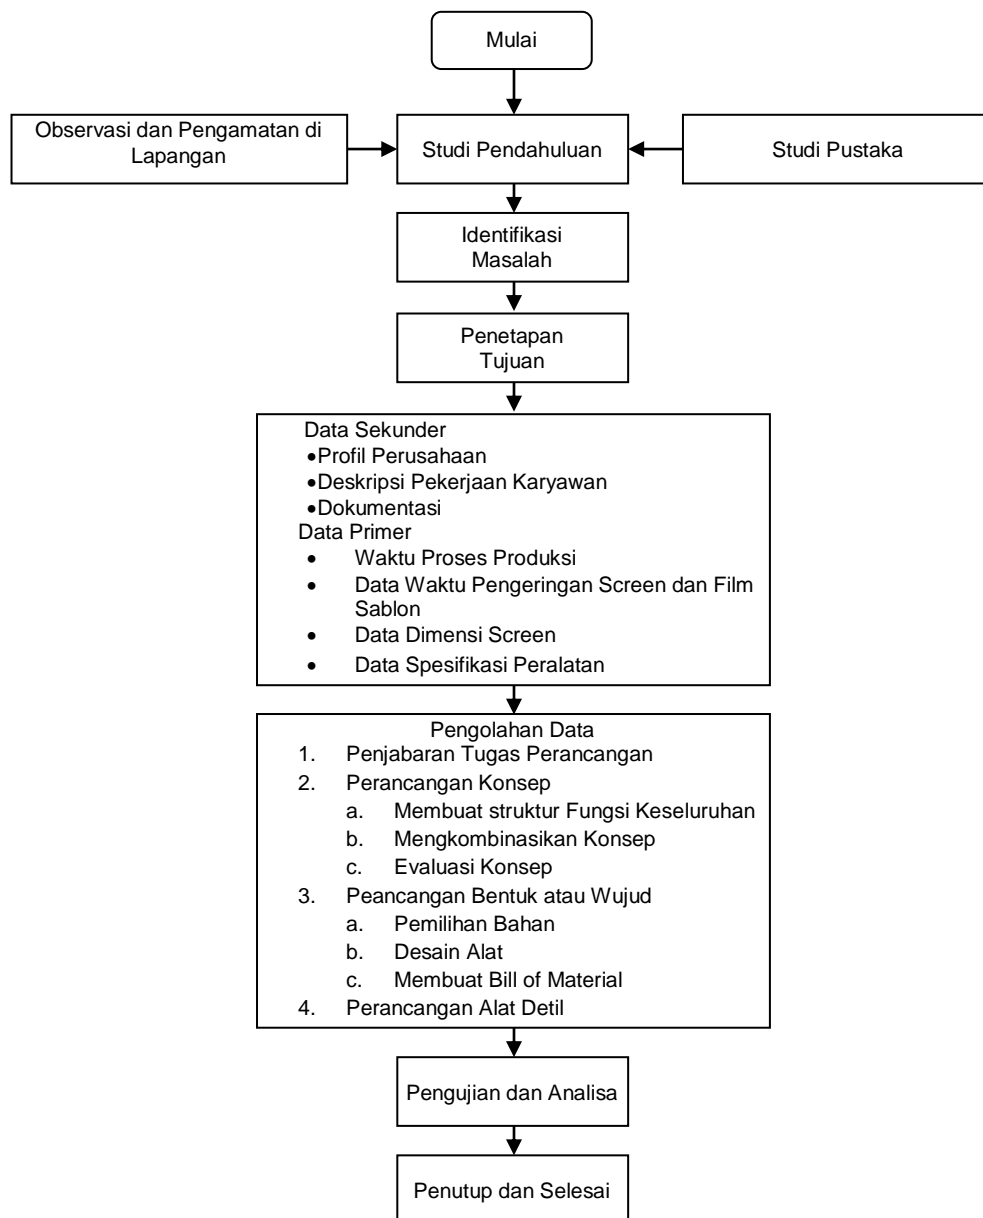 Mulai
Observasi dan Pengamatan di
Lapangan
Studi Pendahuluan
Studi Pustaka
Identifikasi
Masalah
Penetapan
Tujuan
Data Sekunder
•Profil Perusahaan
•Deskripsi Pekerjaan Karyawan
•Dokumentasi
Data Primer
• Waktu Proses Produksi
• Data Waktu Pengeringan Screen dan Film
Sablon
• Data Dimensi Screen
• Data Spesifikasi Peralatan
Pengolahan Data
1. Penjabaran Tugas Perancangan
2. Perancangan Konsep
a. Membuat struktur Fungsi Keseluruhan
b. Mengkombinasikan Konsep
c. Evaluasi Konsep
3. Peancangan Bentuk atau Wujud
a. Pemilihan Bahan
b. Desain Alat
c. Membuat Bill of Material
4. Perancangan Alat Detil
Pengujian dan Analisa
Penutup dan Selesai